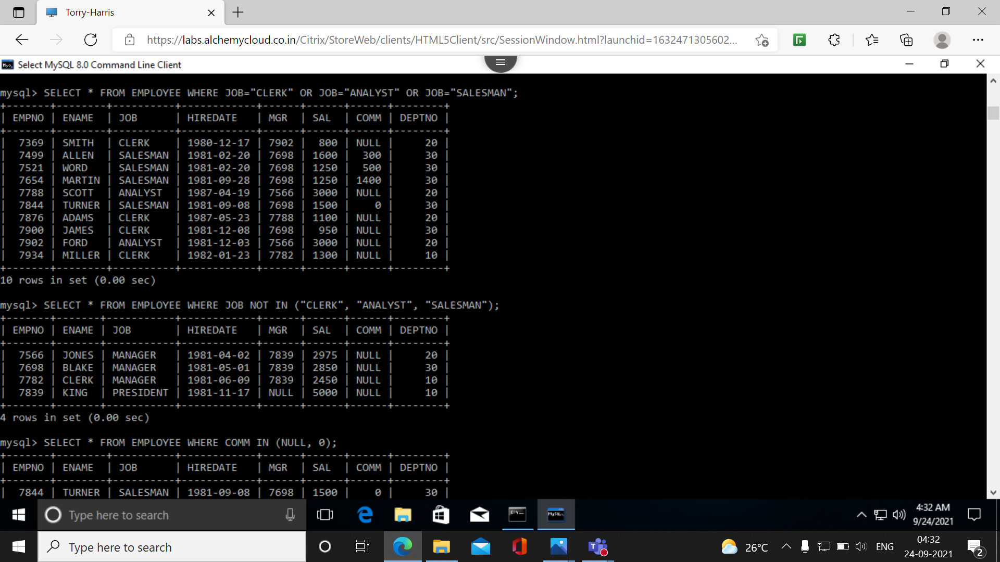 Torry-Harris
https://labs.alchemycloud.co.in/Citrix/StoreWeb/clients/HTML5Client/src/SessionWindow.html?launchid=1632471305602...
Select MySQL 8.0 Command Line Client
mysql> SELECT * FROM EMPLOYEE WHERE JOB="CLERK" OR JOB="ANALYST" OR JOB="SALESMAN";
+-------+--------+----------+------------+------+------+------+--------+
| EMPNO | ENAME  | JOB      | HIREDATE   | MGR  | SAL  | COMM | DEPTNO |
+-------+--------+----------+------------+------+------+------+--------+
|  7369 | SMITH  | CLERK    | 1980-12-17 | 7902 |  800 | NULL |     20 |
|  7499 | ALLEN  | SALESMAN | 1981-02-20 | 7698 | 1600 |  300 |     30 |
|  7521 | WORD   | SALESMAN | 1981-02-20 | 7698 | 1250 |  500 |     30 |
|  7654 | MARTIN | SALESMAN | 1981-09-28 | 7698 | 1250 | 1400 |     30 |
|  7788 | SCOTT  | ANALYST  | 1987-04-19 | 7566 | 3000 | NULL |     20 |
|  7844 | TURNER | SALESMAN | 1981-09-08 | 7698 | 1500 |    0 |     30 |
|  7876 | ADAMS  | CLERK    | 1987-05-23 | 7788 | 1100 | NULL |     20 |
|  7900 | JAMES  | CLERK    | 1981-12-08 | 7698 |  950 | NULL |     30 |
|  7902 | FORD   | ANALYST  | 1981-12-03 | 7566 | 3000 | NULL |     20 |
|  7934 | MILLER | CLERK    | 1982-01-23 | 7782 | 1300 | NULL |     10 |
+-------+--------+----------+------------+------+------+------+--------+
10 rows in set (0.00 sec)
mysql> SELECT * FROM EMPLOYEE WHERE JOB NOT IN ("CLERK", "ANALYST", "SALESMAN");
+-------+-------+-----------+------------+------+------+------+--------+
| EMPNO | ENAME | JOB       | HIREDATE   | MGR  | SAL  | COMM | DEPTNO |
+-------+-------+-----------+------------+------+------+------+--------+
|  7566 | JONES | MANAGER   | 1981-04-02 | 7839 | 2975 | NULL |     20 |
|  7698 | BLAKE | MANAGER   | 1981-05-01 | 7839 | 2850 | NULL |     30 |
|  7782 | CLERK | MANAGER   | 1981-06-09 | 7839 | 2450 | NULL |     10 |
|  7839 | KING  | PRESIDENT | 1981-11-17 | NULL | 5000 | NULL |     10 |
+-------+-------+-----------+------------+------+------+------+--------+
4 rows in set (0.00 sec)
mysql> SELECT * FROM EMPLOYEE WHERE COMM IN (NULL, 0);
+-------+--------+----------+------------+------+------+------+--------+
| EMPNO | ENAME  | JOB      | HIREDATE   | MGR  | SAL  | COMM | DEPTNO |
+-------+--------+----------+------------+------+------+------+--------+
|  7844 | TURNER | SALESMAN | 1981-09-08 | 7698 | 1500 |    0 |     30 |
Type here to search
4:32 AM
9/24/2021
Type here to search
26°C
ENG
04:32
24-09-2021
2